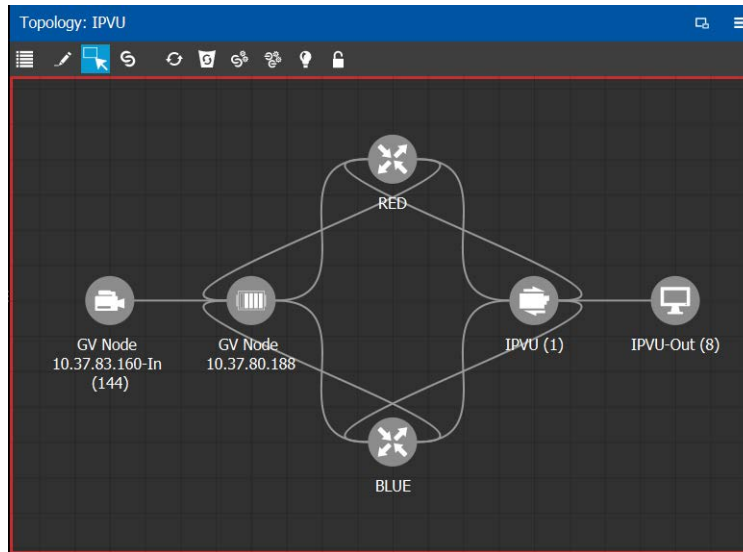 Topology: IPVU
RED
GV Node
10.37.83.160-In
(144)
GV Node
10.37.80.188
IPVU (1)
IPVU-Out (8)
BLUE